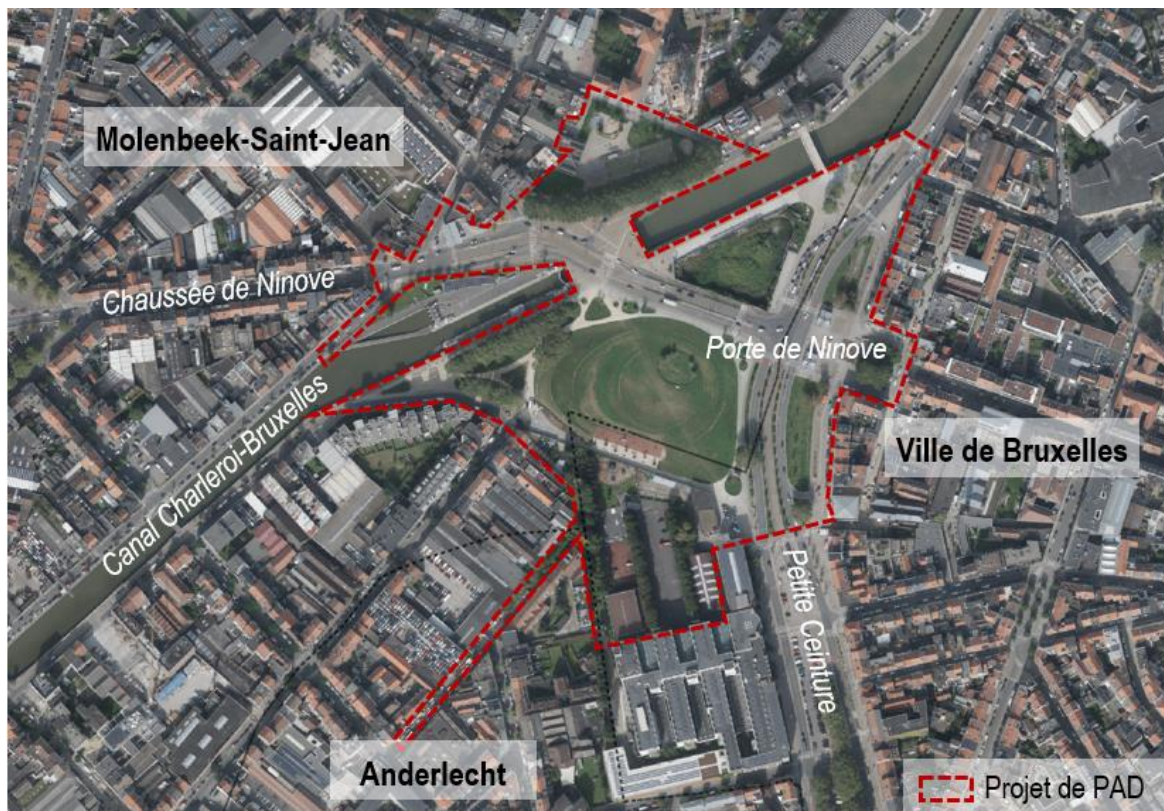 Molenbeek-Saint-Jean
Chaussée de Ninove
Porte de Ninove
Canal Charleroi-Bruxelles
Ville de Bruxelles
Petite Ceinture
Anderlecht
Projet de PAD